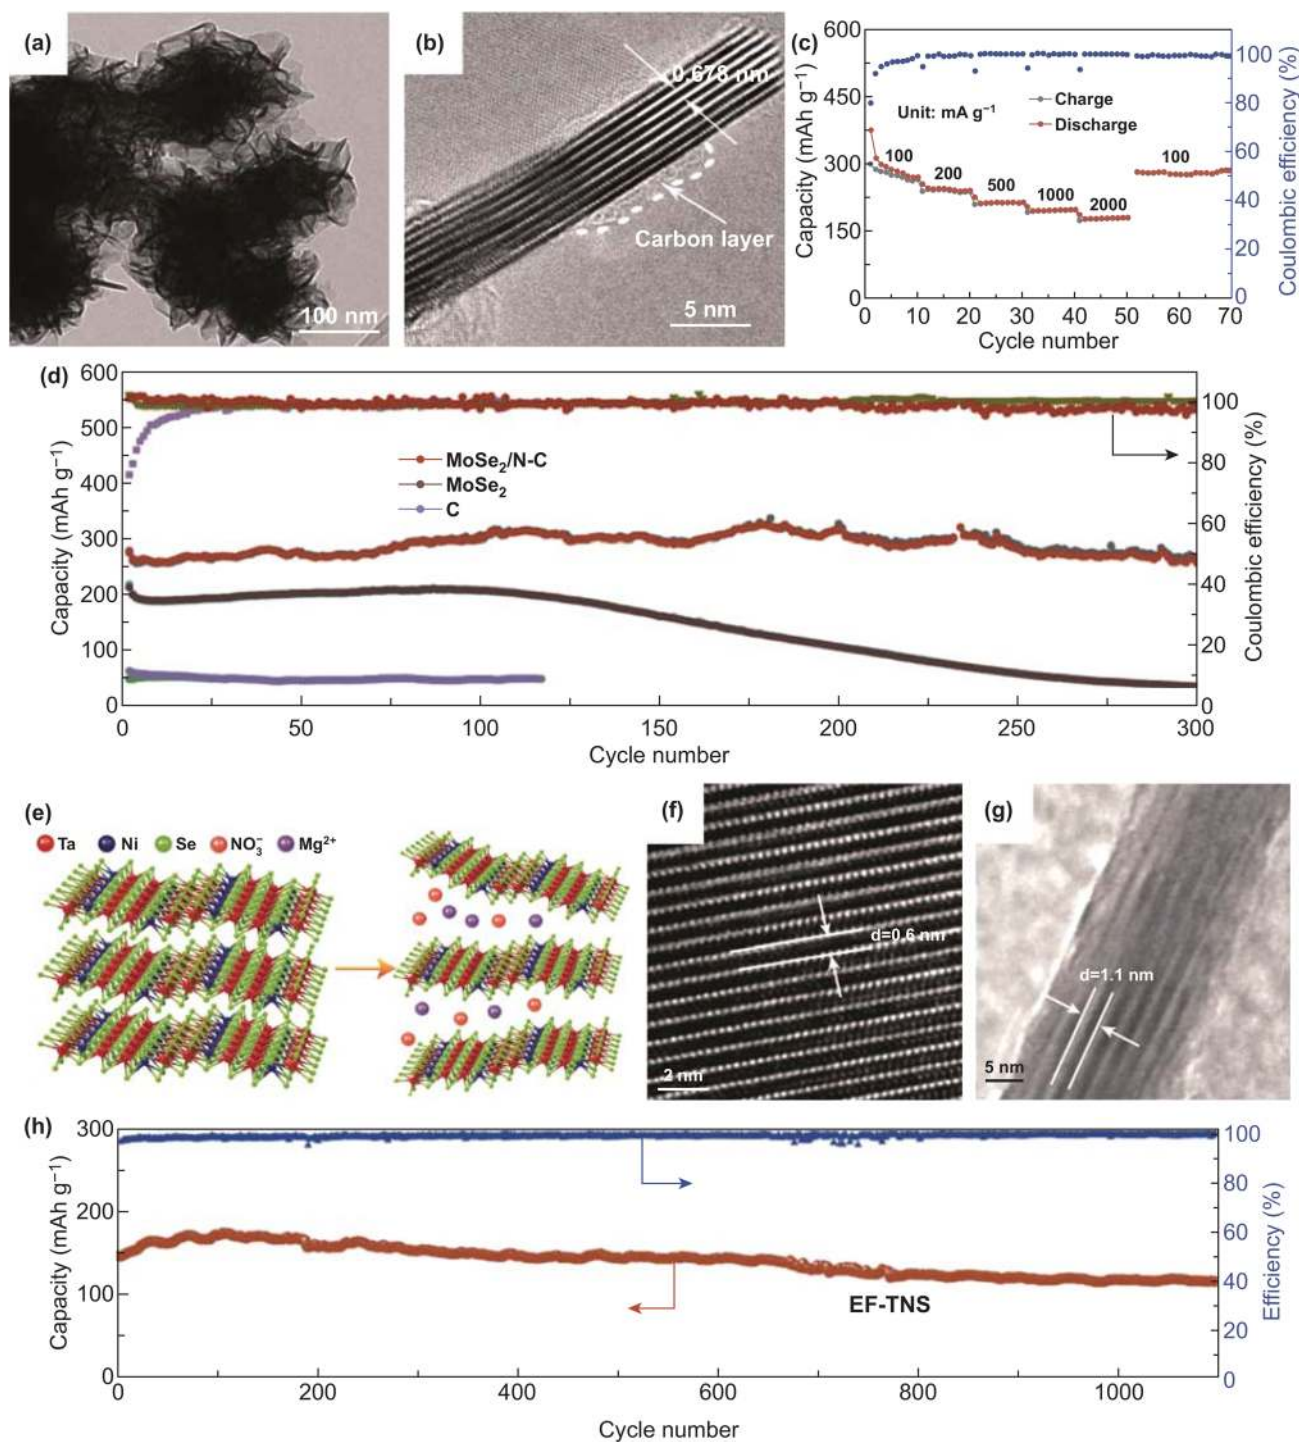 (a)
100 nm
(b)
0.678 nm
Carbon layer
5 nm
(c)
600
450
300
150
0
Capacity (mAh g⁻¹)
Unit: mA g⁻¹
Charge
Discharge
100
200
500
1000
2000
100
100
80
60
40
20
0
Coulombic efficiency (%)
0 10 20 30 40 50 60 70
Cycle number
(d)
600
500
400
300
200
100
0
Capacity (mAh g⁻¹)
MoSe₂/N-C
MoSe₂
C
100
80
60
40
20
0
Coulombic efficiency (%)
0 50 100 150 200 250 300
Cycle number
(e)
Ta Ni Se NO₃⁻ Mg²⁺
(f)
d=0.6 nm
2 nm
(g)
d=1.1 nm
5 nm
(h)
300
200
100
0
Capacity (mAh g⁻¹)
EF-TNS
100
80
60
40
20
0
Efficiency (%)
0 200 400 600 800 1000
Cycle number